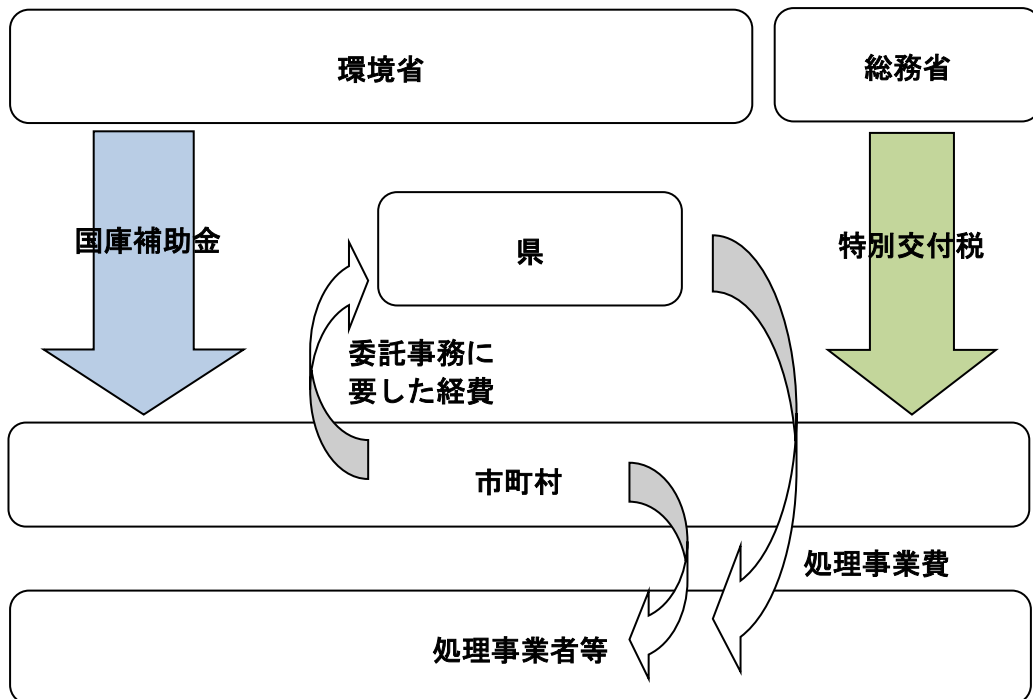 環境省
総務省
国庫補助金
県
特別交付税
委託事務に
要した経費
市町村
処理事業費
処理事業者等